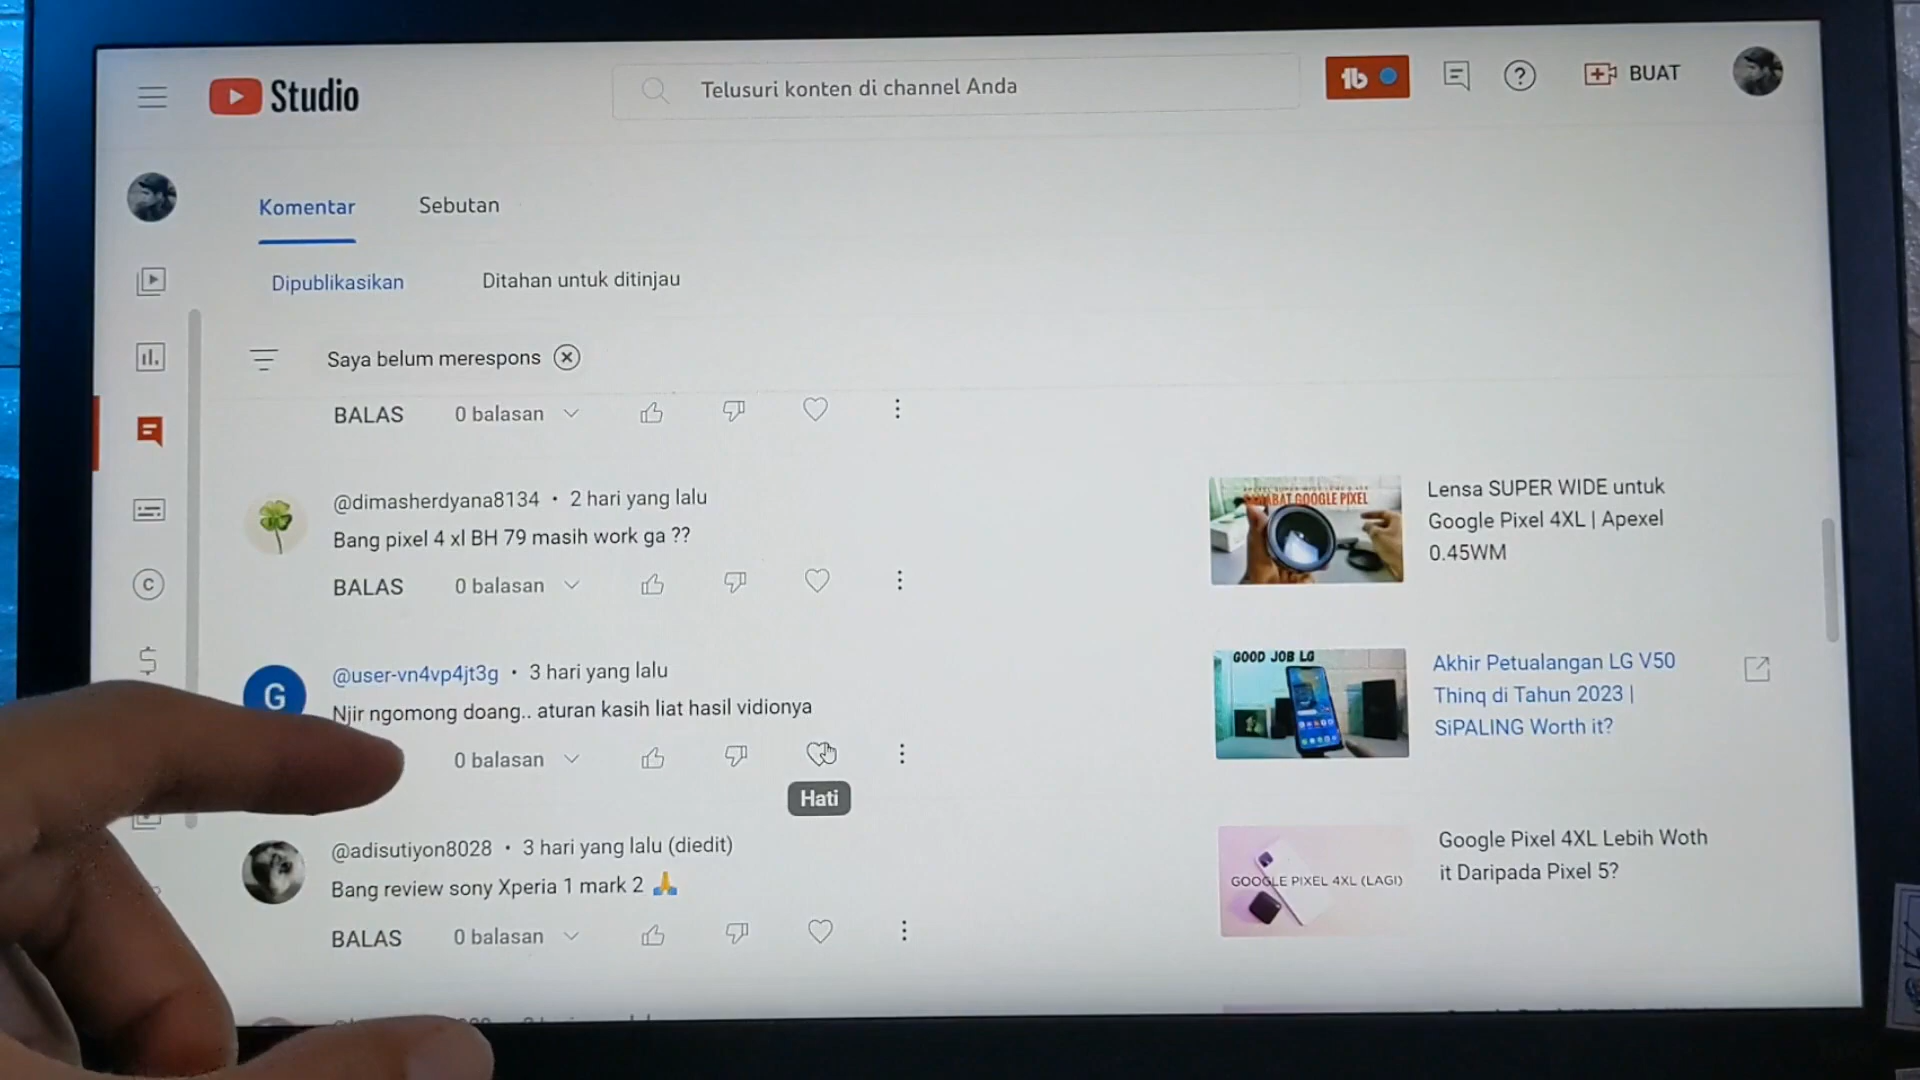 Studio
Telusuri konten di channel Anda
BUAT
Komentar
Sebutan
Dipublikasikan
Ditahan untuk ditinjau
Saya belum merespons
BALAS
0 balasan
@dimasherdyana8134 • 2 hari yang lalu
Bang pixel 4 xl BH 79 masih work ga ??
BALAS
0 balasan
SAHABAT GOOGLE PIXEL
Lensa SUPER WIDE untuk
Google Pixel 4XL | Apexel
0.45WM
G
@user-vn4vp4jt3g • 3 hari yang lalu
Njir ngomong doang.. aturan kasih liat hasil vidionya
0 balasan
Hati
GOOD JOB LG
Akhir Petualangan LG V50
Thinq di Tahun 2023 |
SiPALING Worth it?
@adisutiyon8028 • 3 hari yang lalu (diedit)
Bang review sony Xperia 1 mark 2 🙏
BALAS
0 balasan
GOOGLE PIXEL 4XL (LAGI)
Google Pixel 4XL Lebih Woth
it Daripada Pixel 5?